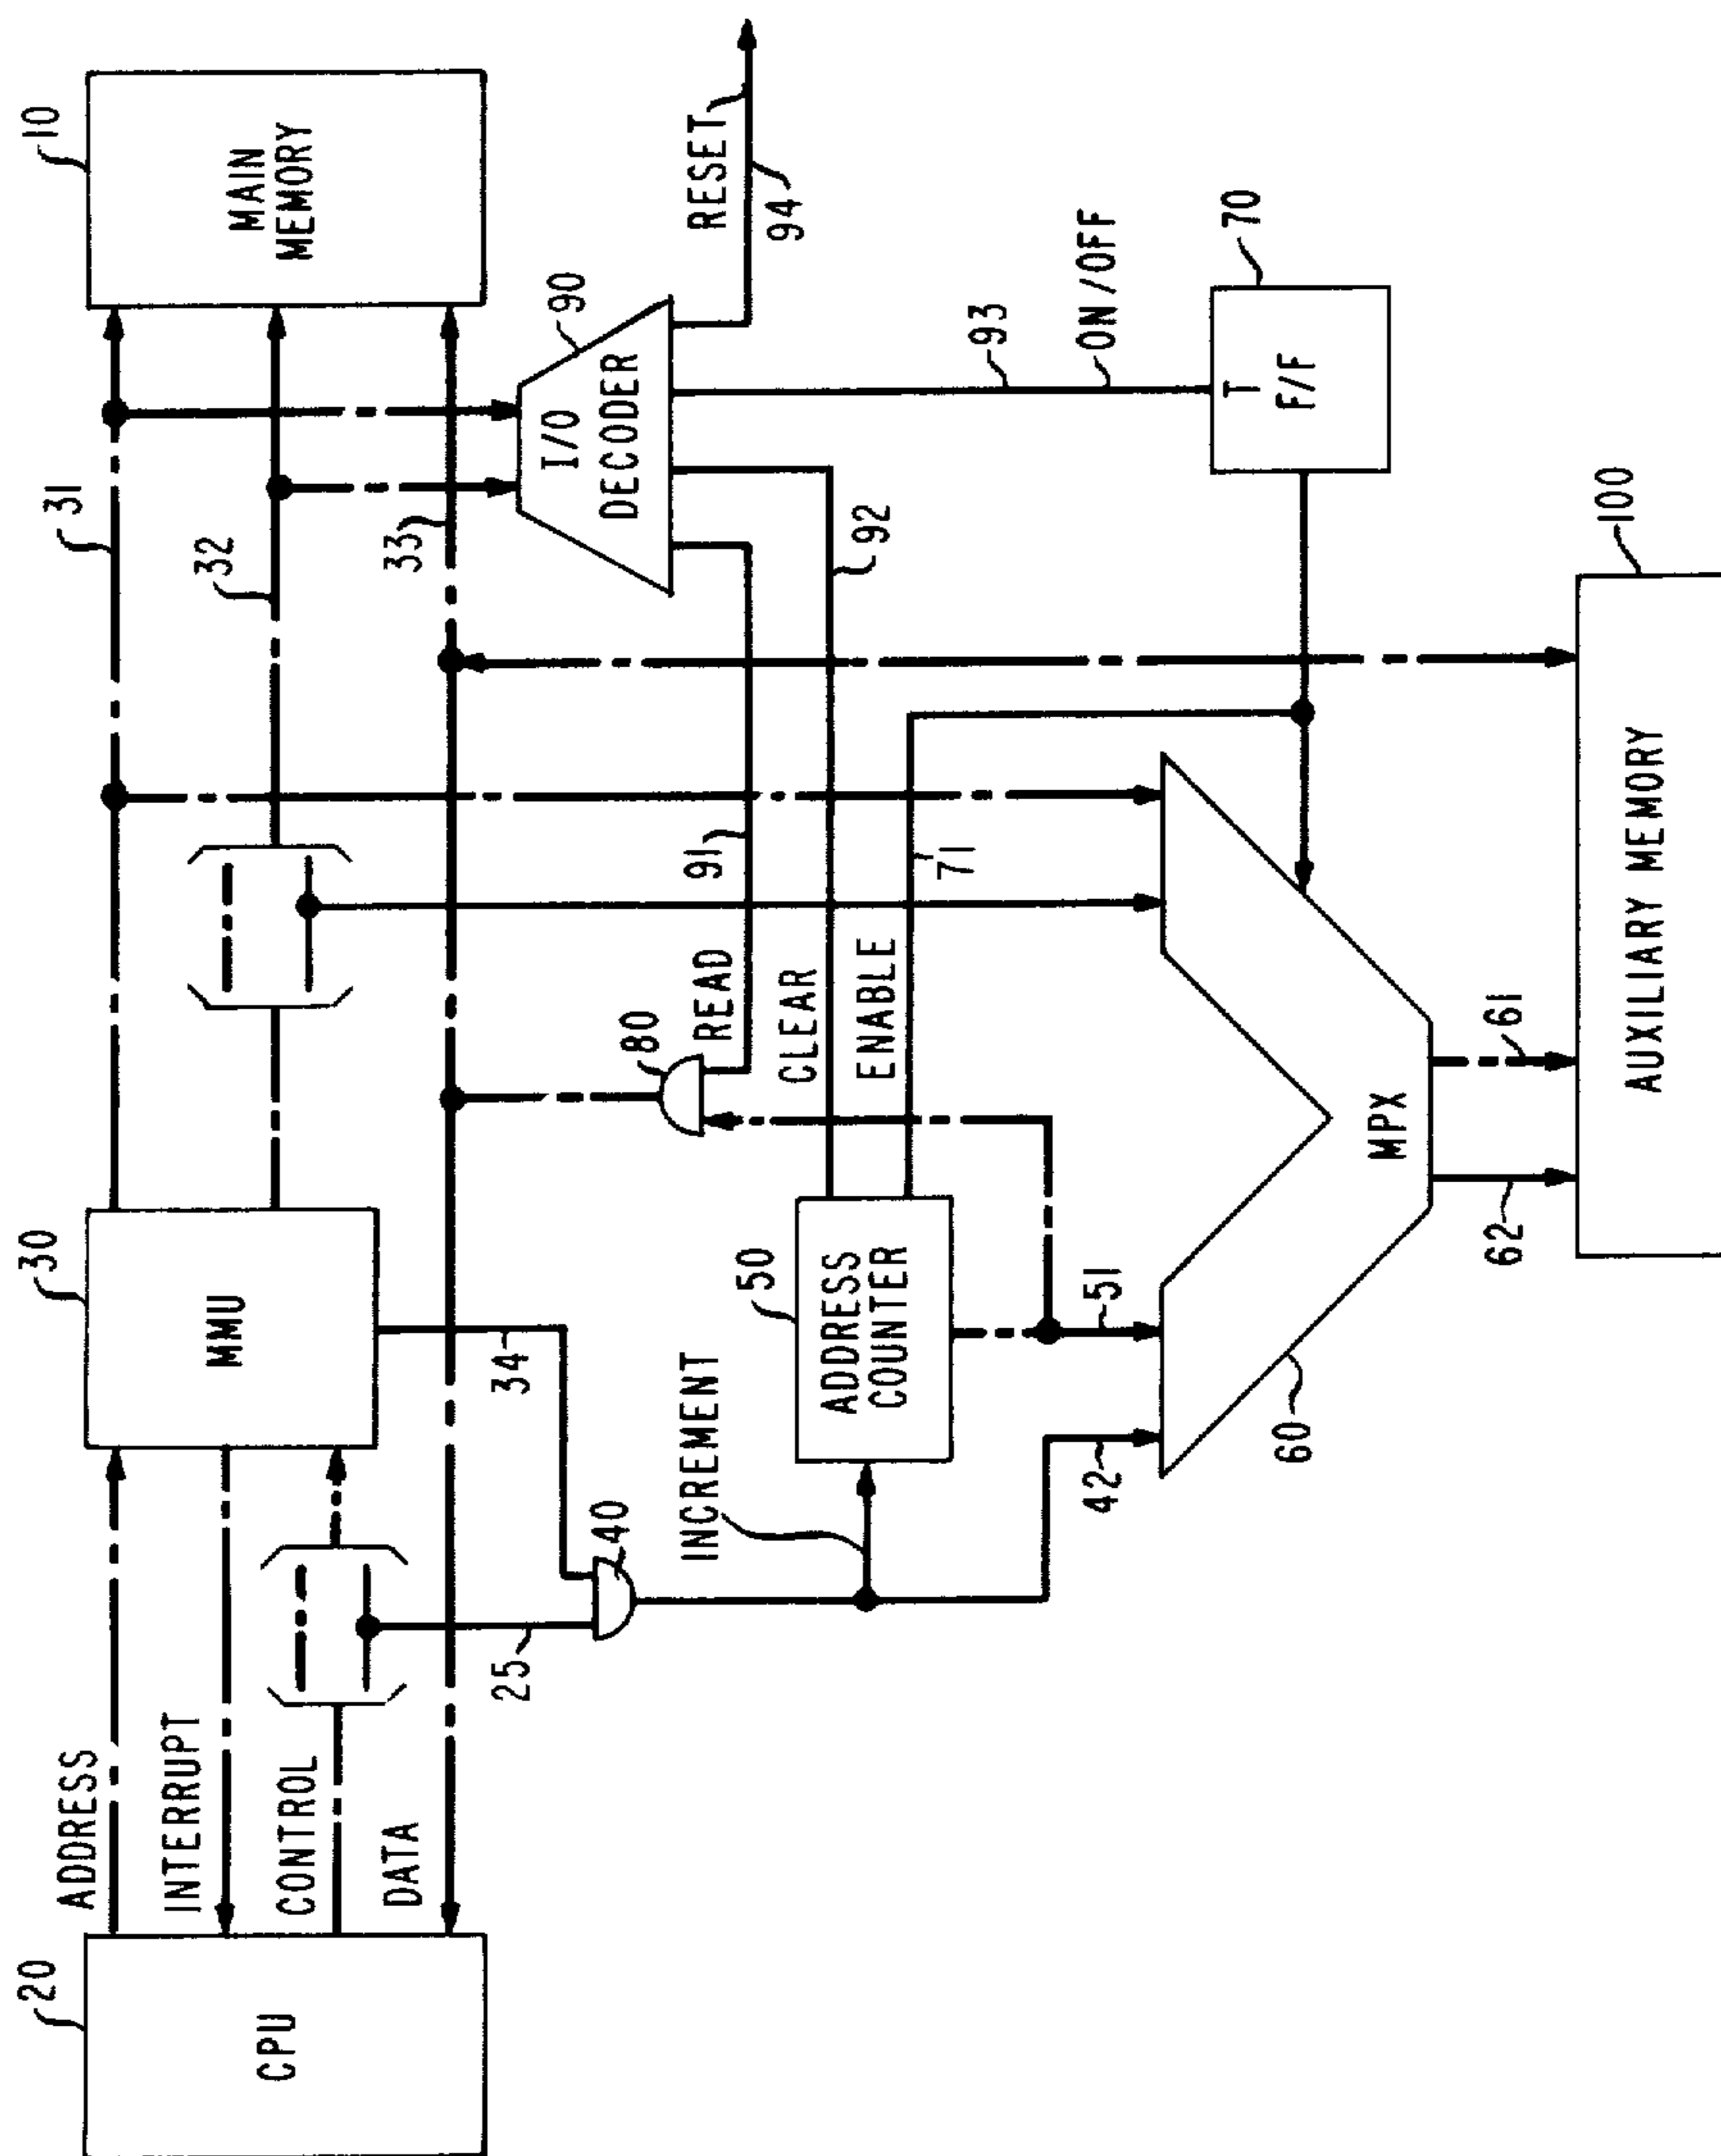 10
MAIN
MEMORY
31
32
33
RESET
94
90
I/O
DECODER
93
ON/OFF
70
T
F/F
92
91
71
READ
CLEAR
ENABLE
80
30
MMU
34
50
ADDRESS
COUNTER
51
42
60
MPX
61
62
100
AUXILIARY MEMORY
INCREMENT
40
25
ADDRESS
INTERRUPT
CONTROL
DATA
20
CPU